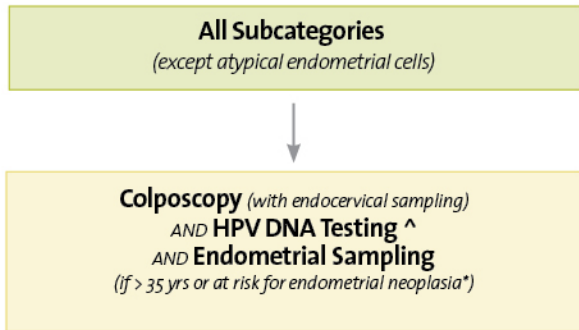 All Subcategories
(except atypical endometrial cells)
Colposcopy (with endocervical sampling)
AND HPV DNA Testing ^
AND Endometrial Sampling
(if > 35 yrs or at risk for endometrial neoplasia*)